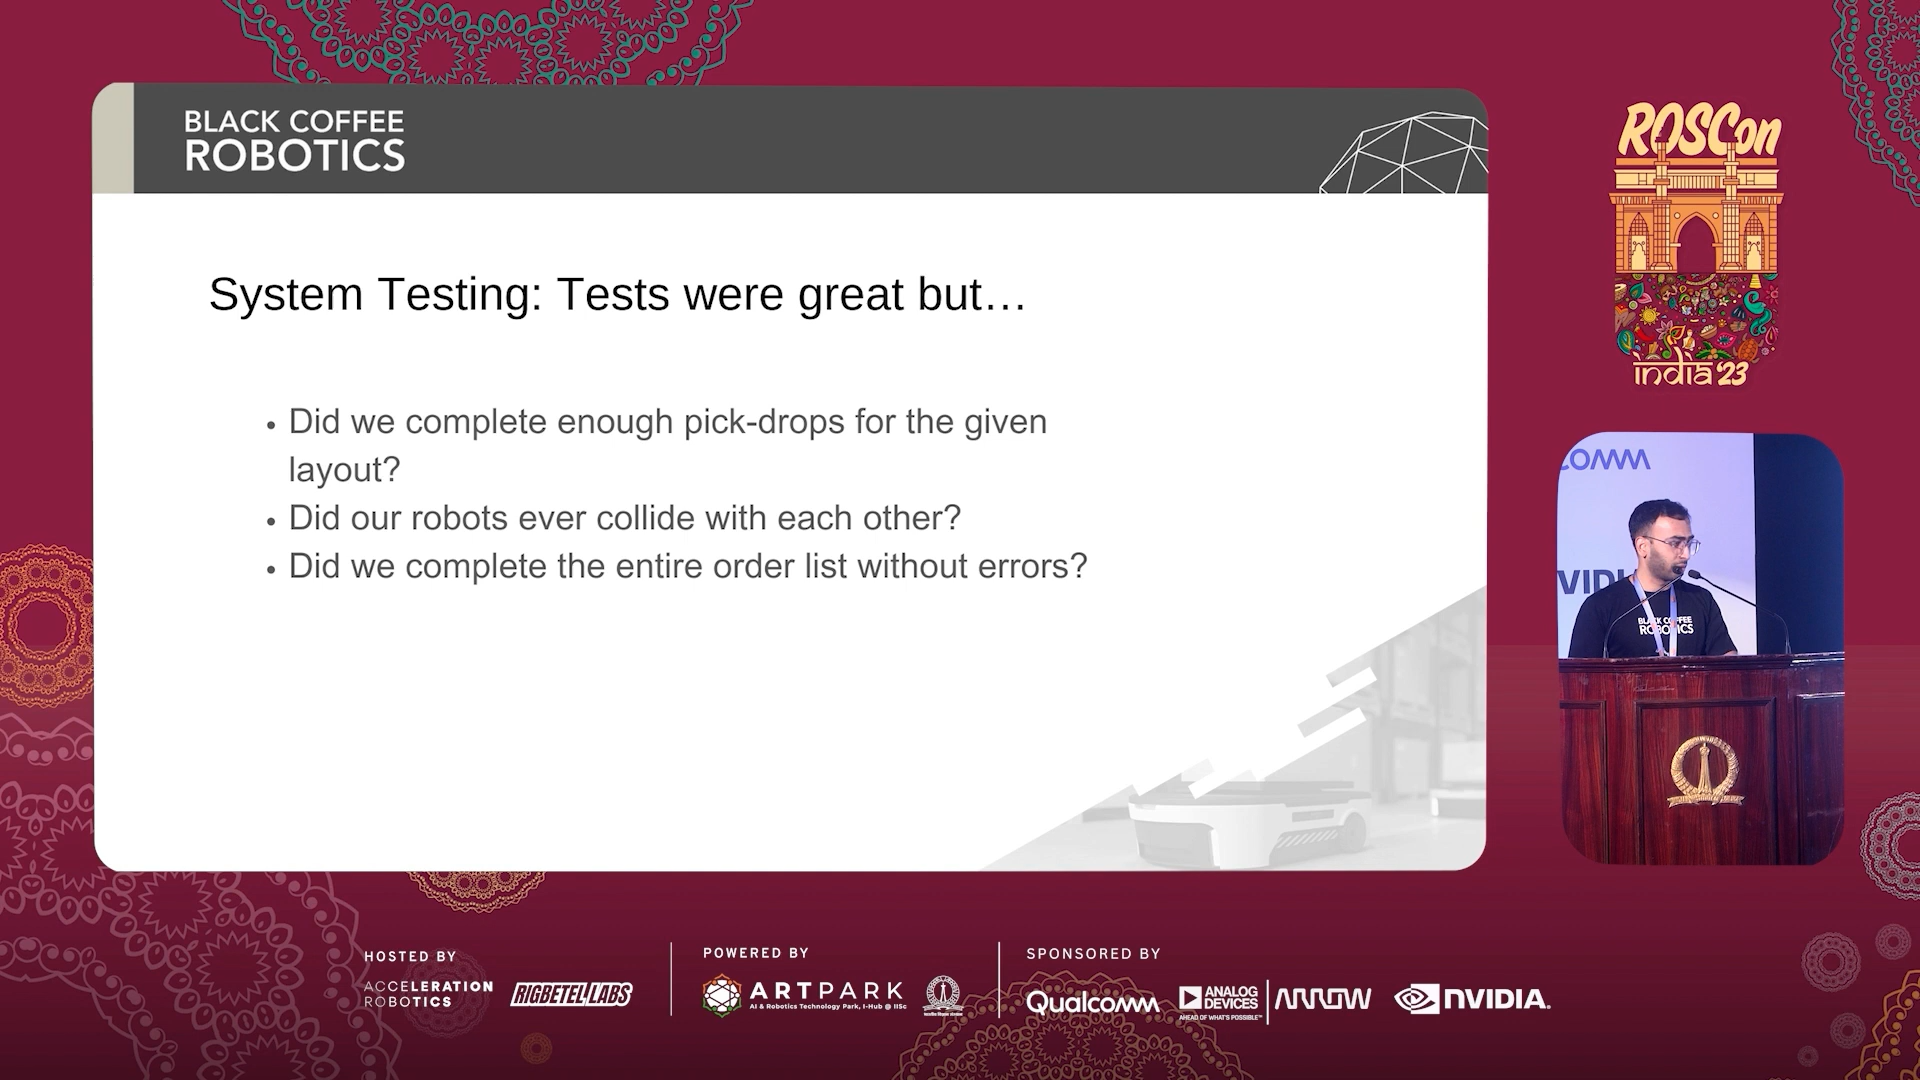 BLACK COFFEE
ROBOTICS
System Testing: Tests were great but…
• Did we complete enough pick-drops for the given
layout?
• Did our robots ever collide with each other?
• Did we complete the entire order list without errors?
ROSCon
india'23
COMM
VIDI
BLACK COFFEE
ROBOTICS
HOSTED BY
ACCELERATION
ROBOTICS
RIGBETEL LABS
POWERED BY
ARTPARK
AI & Robotics Technology Park, I-Hub @ IISc
SPONSORED BY
Qualcomm
ANALOG
DEVICES
AHEAD OF WHAT'S POSSIBLE™
ARROW
NVIDIA.